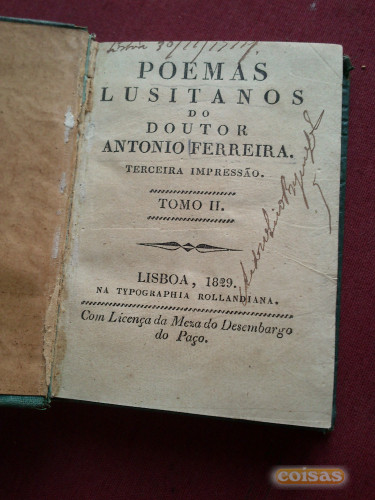 POEMAS
LUSITANOS
DO
DOUTOR
ANTONIO FERREIRA.
TERCEIRA IMPRESSÃO.
TOMO II.
LISBOA, 1829.
NA TYPOGRAPHIA ROLLANDIANA.
Com Licença da Meza do Desembargo
do Paço.
coisas